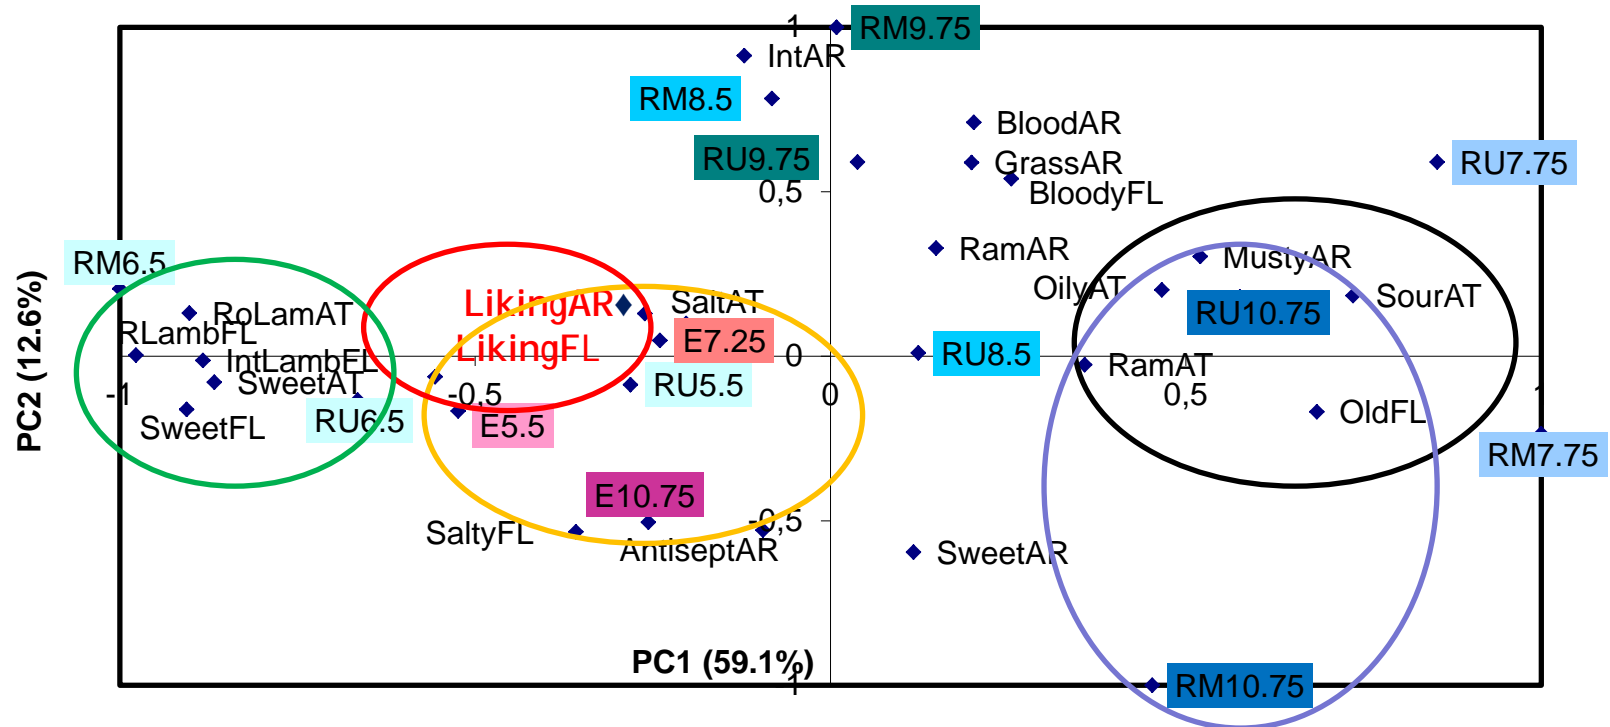 1
RM9.75
IntAR
RM8.5
BloodAR
RU9.75
GrassAR
RU7.75
0,5
BloodyFL
RamAR
MustyAR
RM6.5
OilyAT
SourAT
LikingAR
SaltAT
RoLamAT
RU10.75
RLambFL
E7.25
LikingFL
RU8.5
IntLambFL
RamAT
SweetAT
RU5.5
-1
-0,5
0
0,5
1
OldFL
SweetFL
RU6.5
E5.5
RM7.75
E10.75
-0,5
SaltyFL
AntiseptAR
SweetAR
PC1 (59.1%)
-1
RM10.75
PC2 (12.6%)